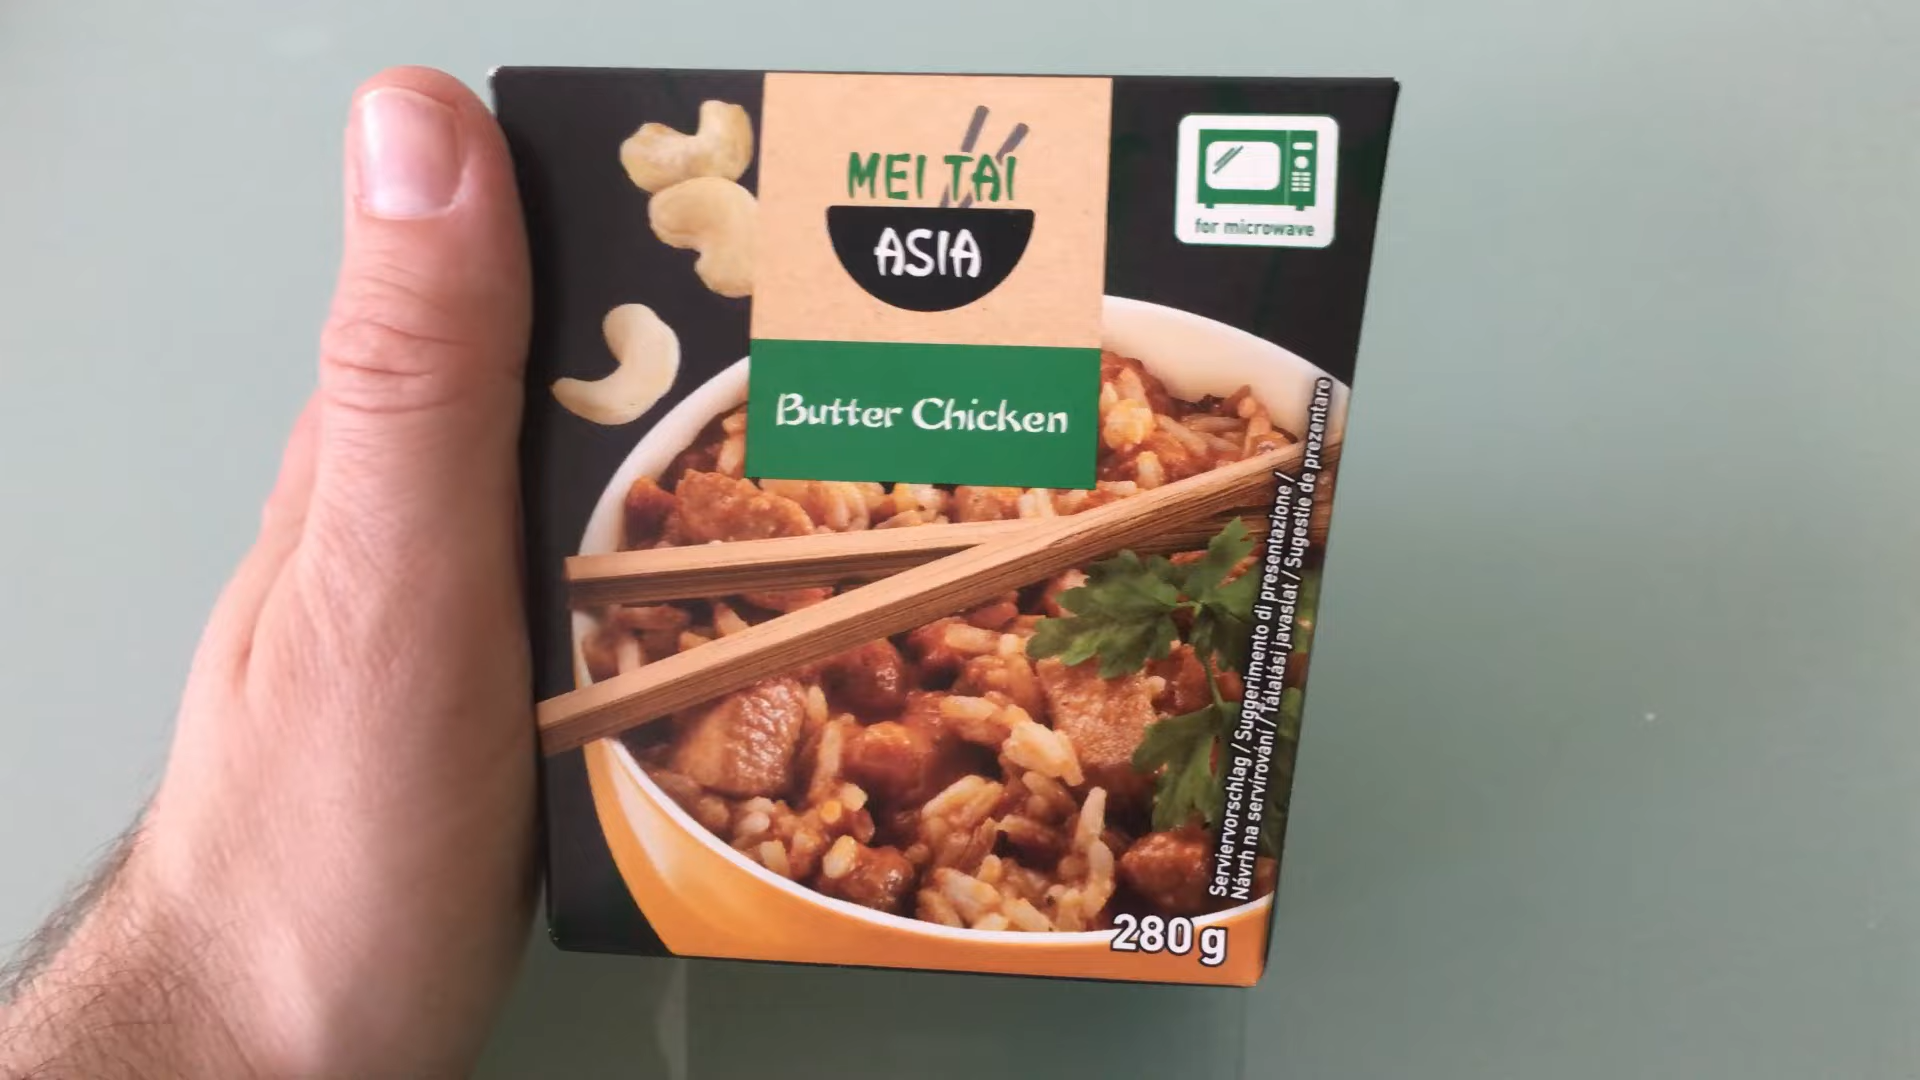 MEI TAI
ASIA
for microwave
Butter Chicken
Serviervorschlag / Suggerimento di presentazione /
Návrh na servírování / Tálalási javaslat / Sugestie de prezentare
280 g